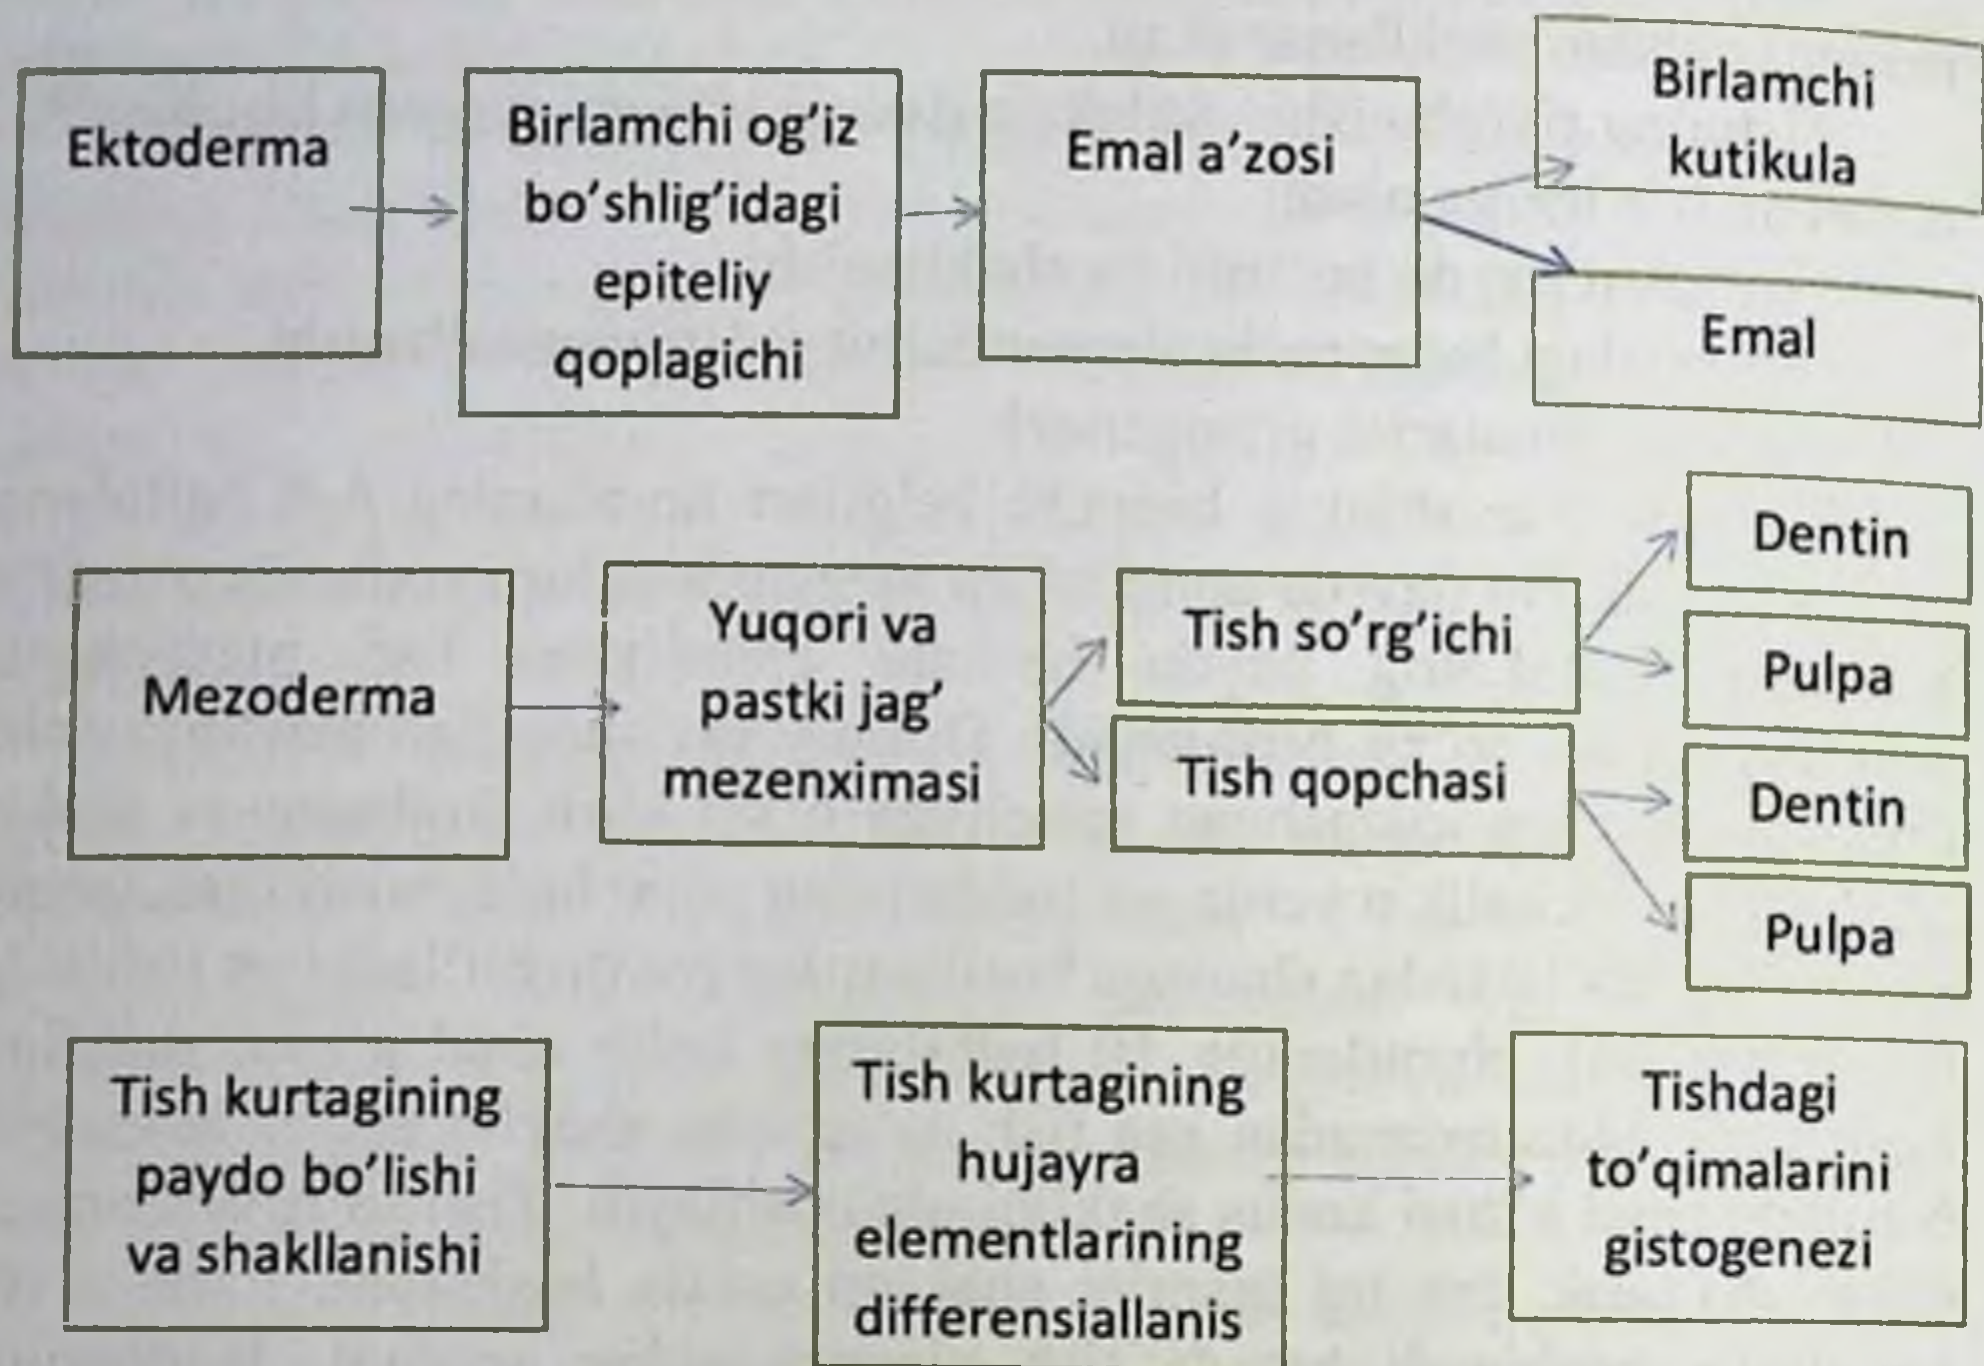 Ektoderma
Birlamchi og'iz
bo'shlig'idagi
epiteliy
qoplagichi
Emal a'zosi
Birlamchi
kutikula
Emal
Mezoderma
Yuqori va
pastki jag'
mezenximasi
Tish so'rg'ichi
Tish qopchasi
Dentin
Pulpa
Dentin
Pulpa
Tish kurtagining
paydo bo'lishi
va shakllanishi
Tish kurtagining
hujayra
elementlarining
differensiallanis
Tishdagi
to'qimalarini
gistogenezi